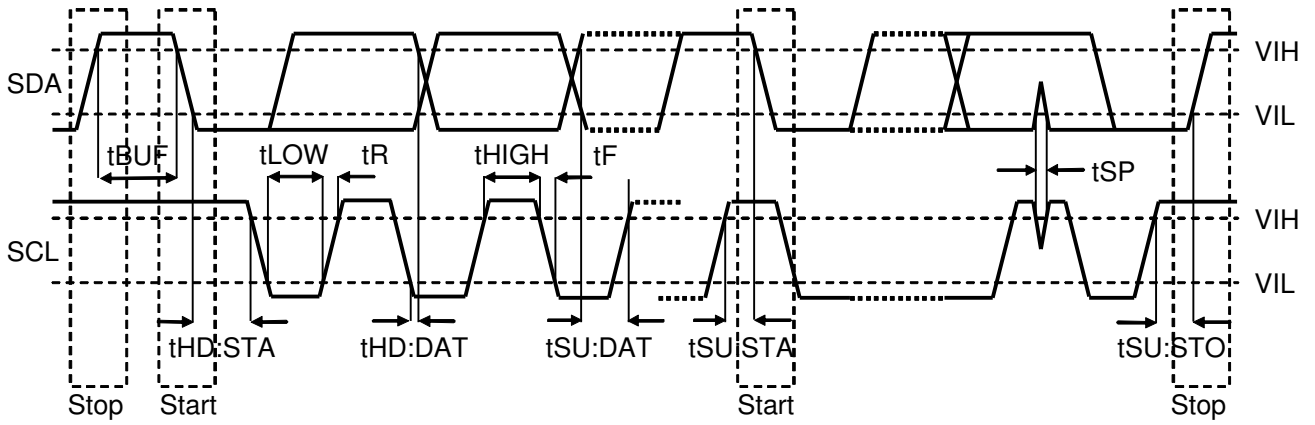 VIH
SDA
VIL
tBUF
tLOW
tR
tHIGH
tF
tSP
VIH
SCL
VIL
tHD:STA
tHD:DAT
tSU:DAT
tSU:STA
tSU:STO
Stop
Start
Start
Stop